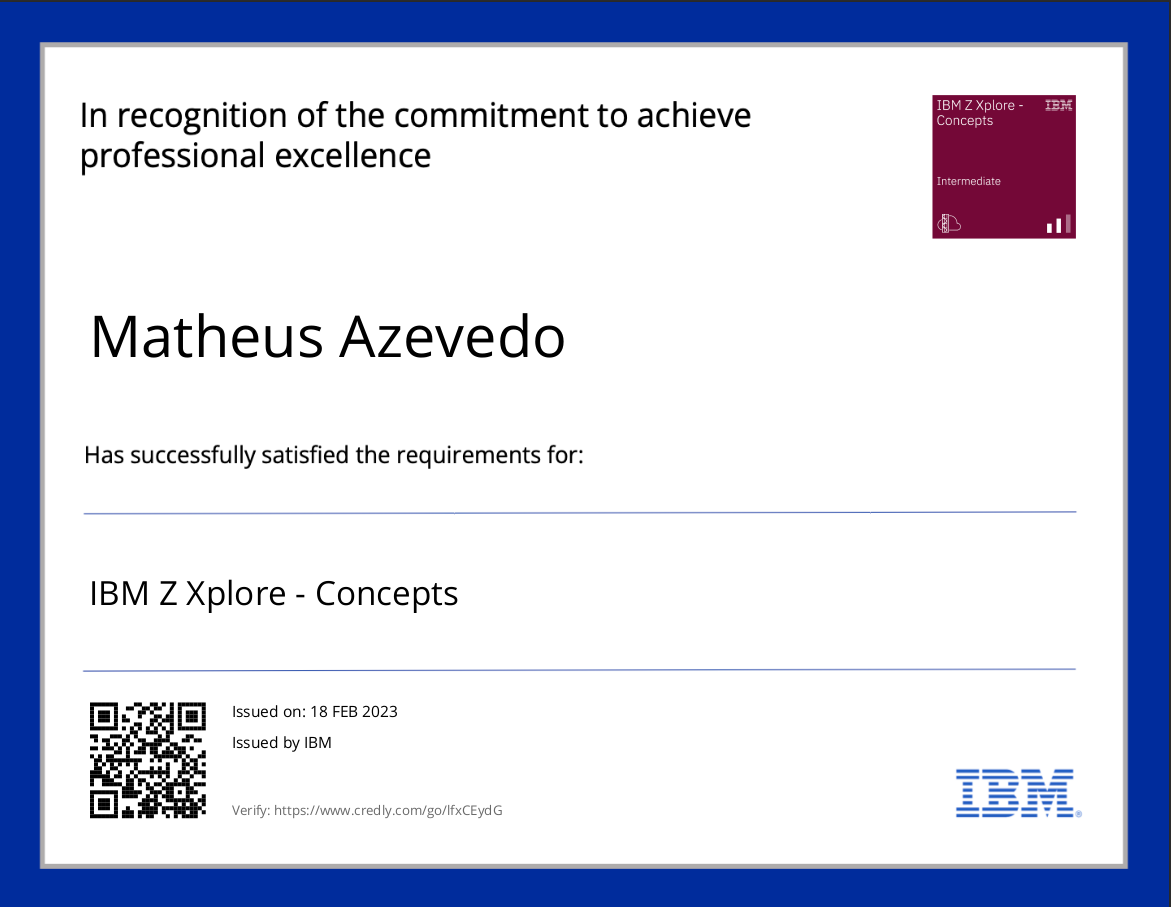 In recognition of the commitment to achieve
professional excellence
IBM Z Xplore -
Concepts
IBM
Intermediate
Matheus Azevedo
Has successfully satisfied the requirements for:
IBM Z Xplore - Concepts
Issued on: 18 FEB 2023
Issued by IBM
Verify: https://www.credly.com/go/lfxCEydG
IBM®